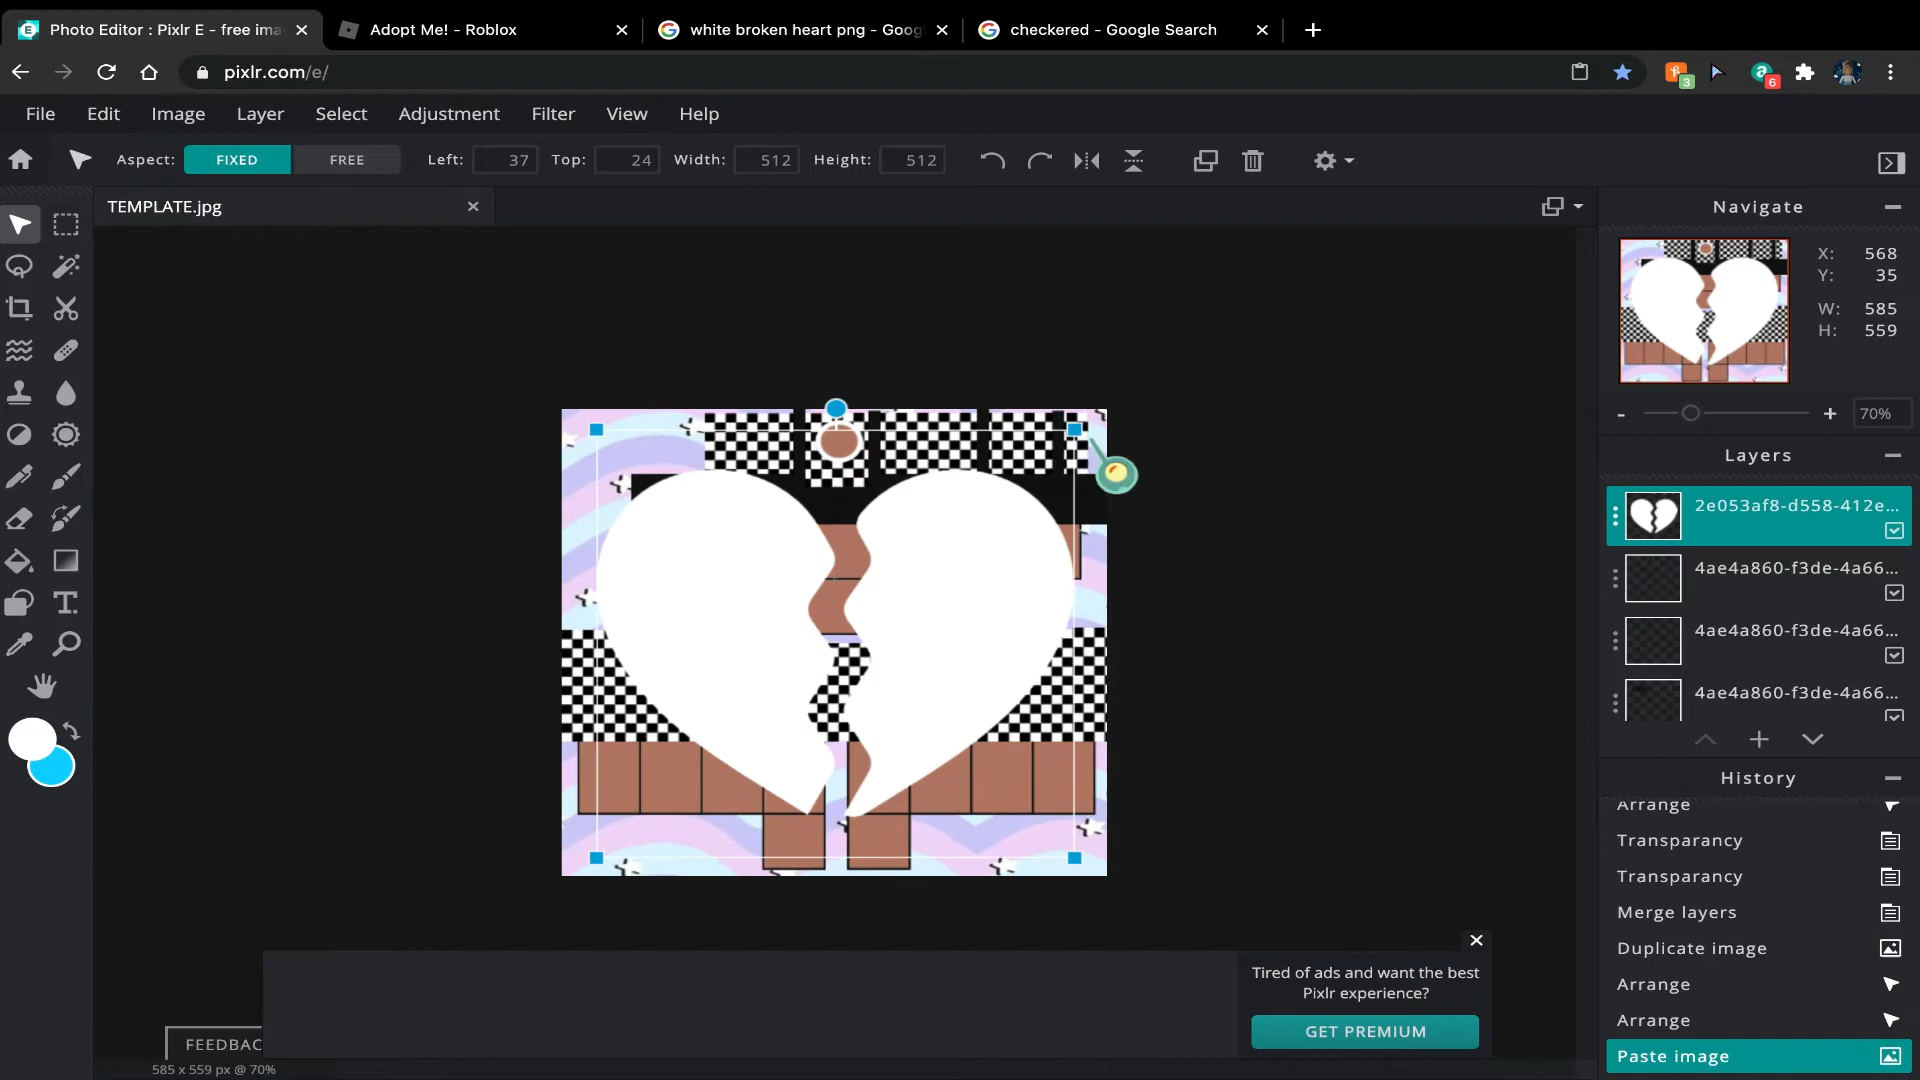 Photo Editor : Pixlr E - free ima
Adopt Me! - Roblox
white broken heart png - Goog
checkered - Google Search
pixlr.com/e/
3
6
File Edit Image Layer Select Adjustment Filter View Help
Aspect: FIXED FREE Left: 37 Top: 24 Width: 512 Height: 512
TEMPLATE.jpg
Navigate
X: 568
Y: 35
W: 585
H: 559
- + 70%
Layers
2e053af8-d558-412e...
4ae4a860-f3de-4a66...
4ae4a860-f3de-4a66...
4ae4a860-f3de-4a66...
History
Arrange
Transparency
Transparency
Merge layers
Duplicate image
Arrange
Arrange
Paste image
Tired of ads and want the best
Pixlr experience?
GET PREMIUM
FEEDBAC
585 x 559 px @ 70%